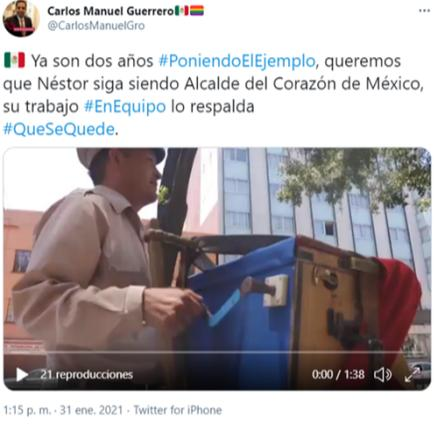 Carlos Manuel Guerrero🇲🇽🏳️‍🌈
@CarlosManuelGro
🇲🇽 Ya son dos años #PoniendoElEjemplo, queremos
que Néstor siga siendo Alcalde del Corazón de México,
su trabajo #EnEquipo lo respalda
#QueSeQuede.
21 reproducciones
0:00 / 1:38
1:15 p. m. · 31 ene. 2021 · Twitter for iPhone